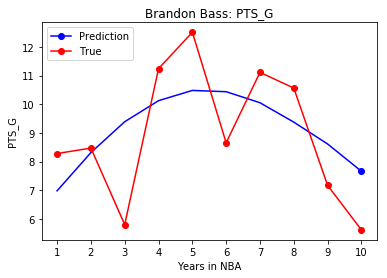 Brandon Bass: PTS_G
Prediction
True
PTS_G
12
11
10
9
8
7
6
1 2 3 4 5 6 7 8 9 10
Years in NBA